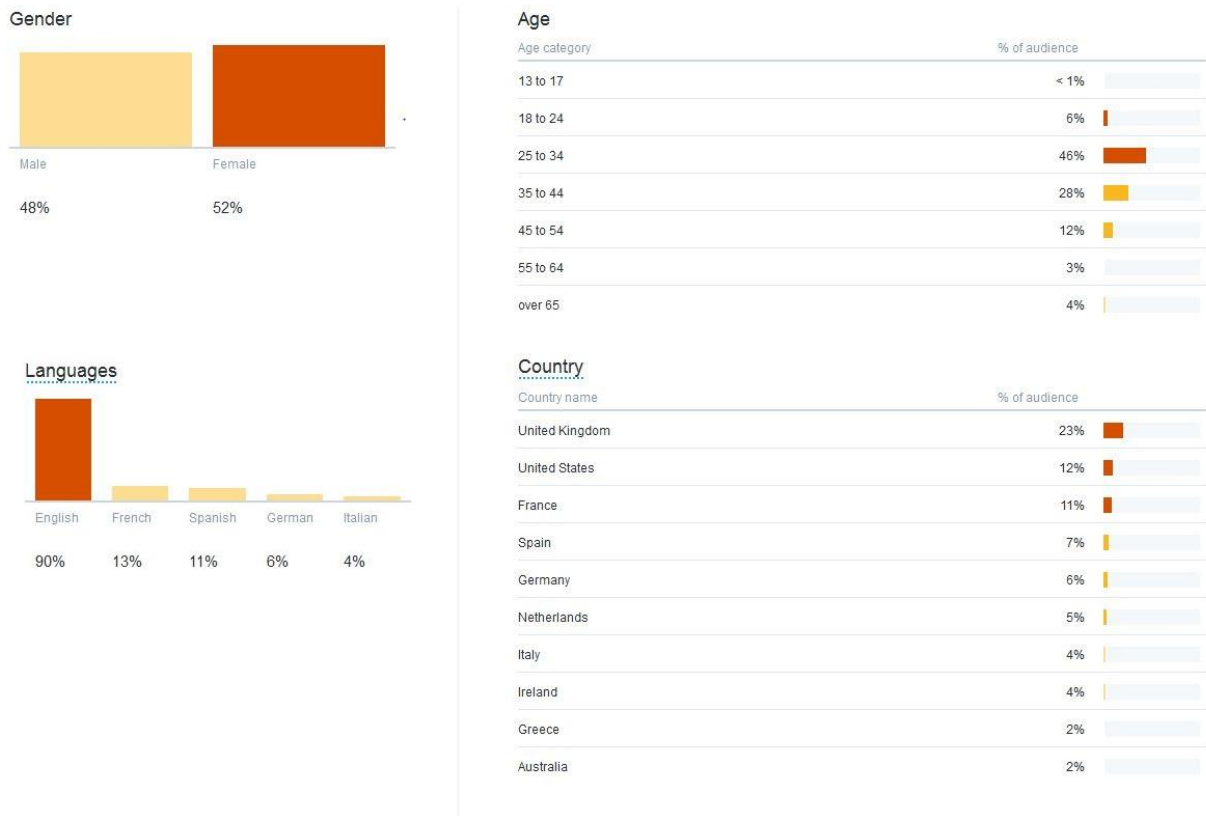 Gender
Male Female
48% 52%
Languages
English French Spanish German Italian
90% 13% 11% 6% 4%
Age
Age category % of audience
13 to 17 < 1%
18 to 24 6%
25 to 34 46%
35 to 44 28%
45 to 54 12%
55 to 64 3%
over 65 4%
Country
Country name % of audience
United Kingdom 23%
United States 12%
France 11%
Spain 7%
Germany 6%
Netherlands 5%
Italy 4%
Ireland 4%
Greece 2%
Australia 2%